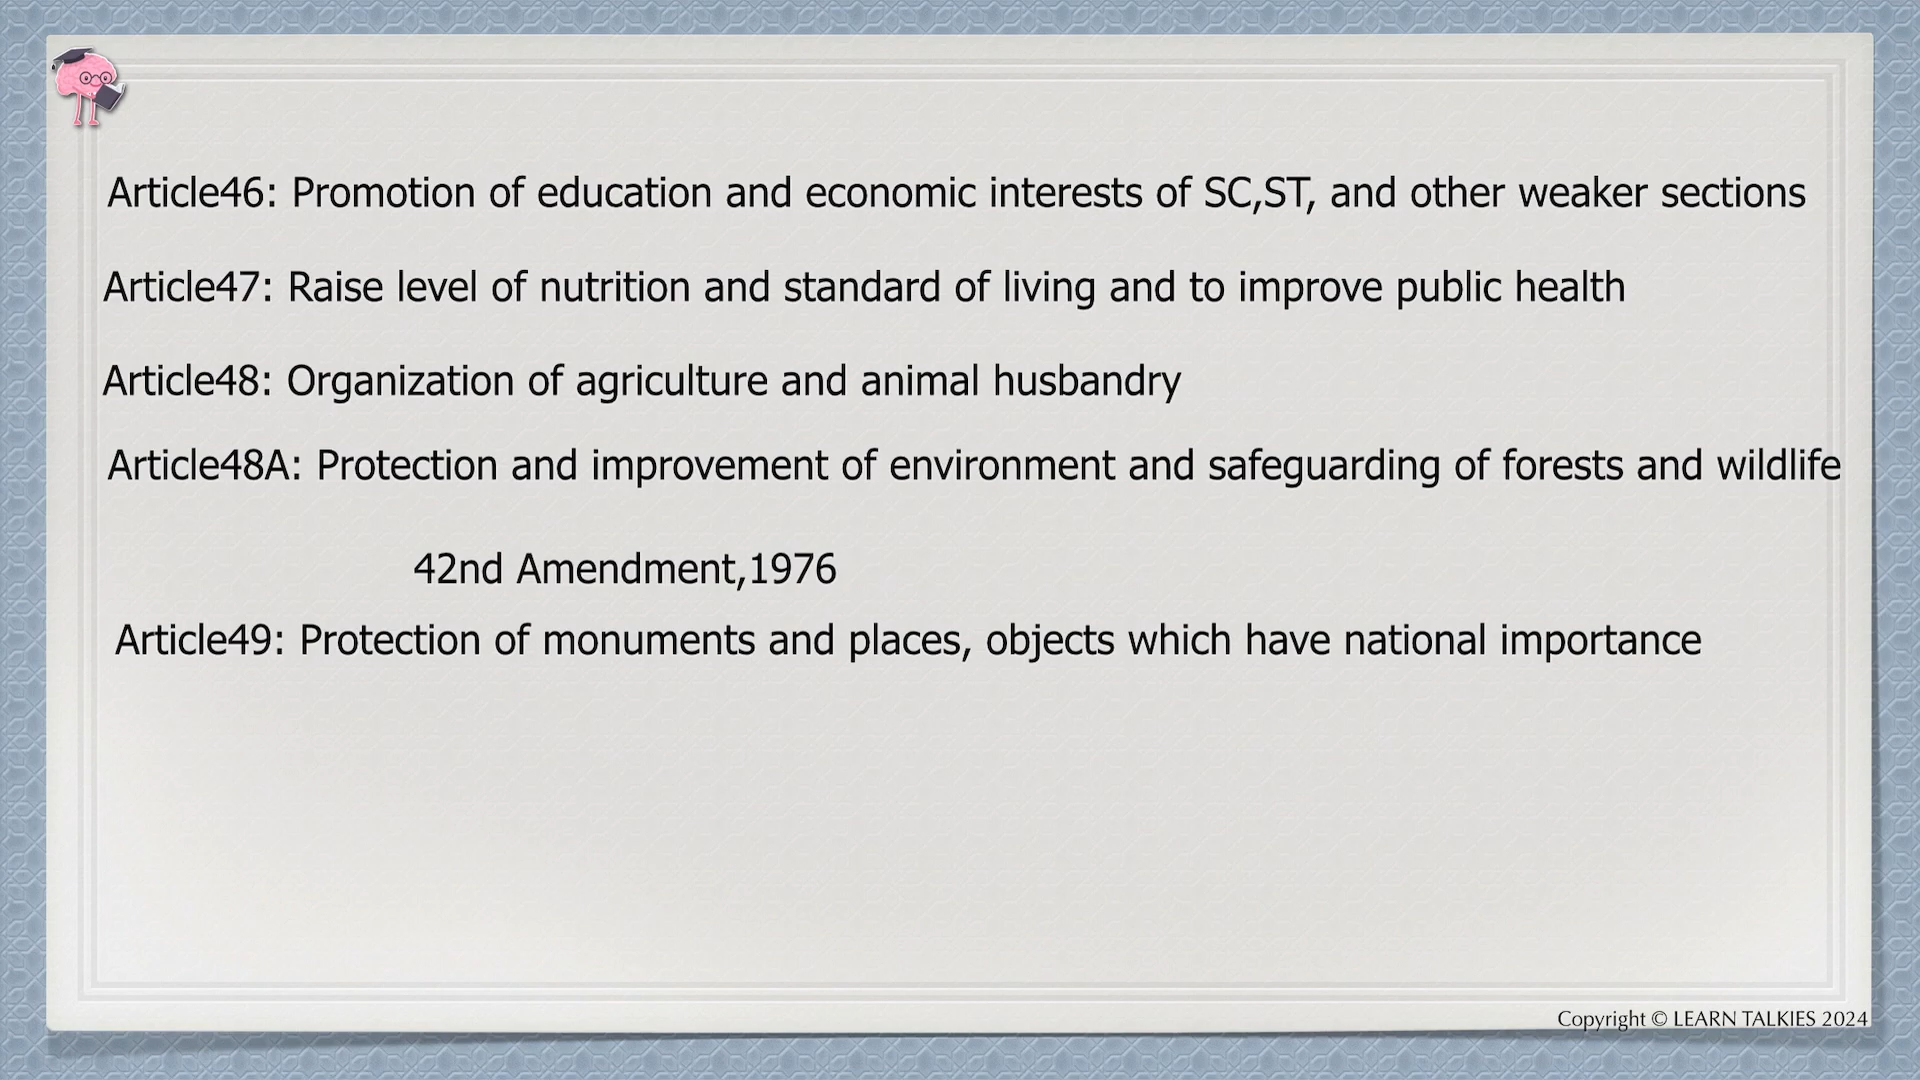 Article46: Promotion of education and economic interests of SC,ST, and other weaker sections
Article47: Raise level of nutrition and standard of living and to improve public health
Article48: Organization of agriculture and animal husbandry
Article48A: Protection and improvement of environment and safeguarding of forests and wildlife
42nd Amendment,1976
Article49: Protection of monuments and places, objects which have national importance
Copyright © LEARN TALKIES 2024